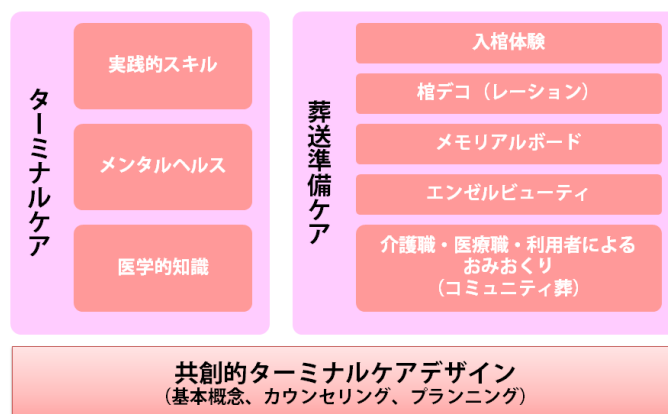 ターミナルケア
実践的スキル
メンタルヘルス
医学的知識
葬送準備ケア
入棺体験
棺デコ（レーション）
メモリアルボード
エンゼルビューティ
介護職・医療職・利用者による
おみおくり
（コミュニティ葬）
共創的ターミナルケアデザイン
（基本概念、カウンセリング、プランニング）